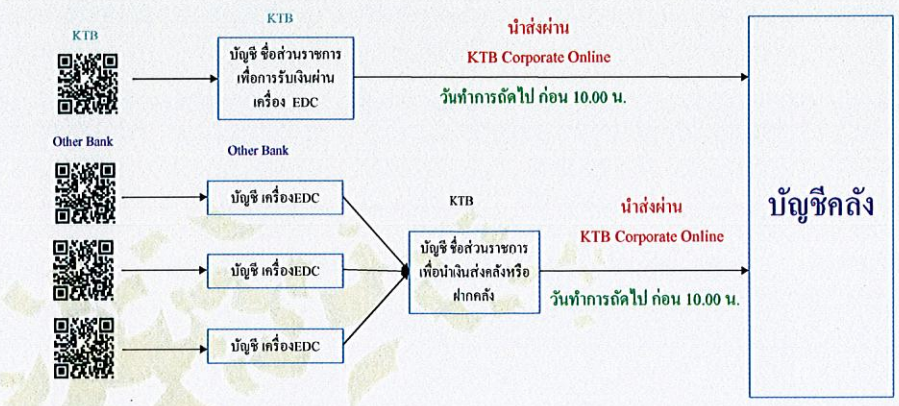 KTB
KTB
บัญชี ชื่อส่วนราชการ
เพื่อการรับเงินผ่าน
เครื่อง EDC
นำส่งผ่าน
KTB Corporate Online
วันทำการถัดไป ก่อน 10.00 น.
Other Bank
Other Bank
บัญชี เครื่องEDC
บัญชี เครื่องEDC
บัญชี เครื่องEDC
KTB
บัญชี ชื่อส่วนราชการ
เพื่อนำเงินส่งคลังหรือ
ฝากคลัง
นำส่งผ่าน
KTB Corporate Online
วันทำการถัดไป ก่อน 10.00 น.
บัญชีคลัง